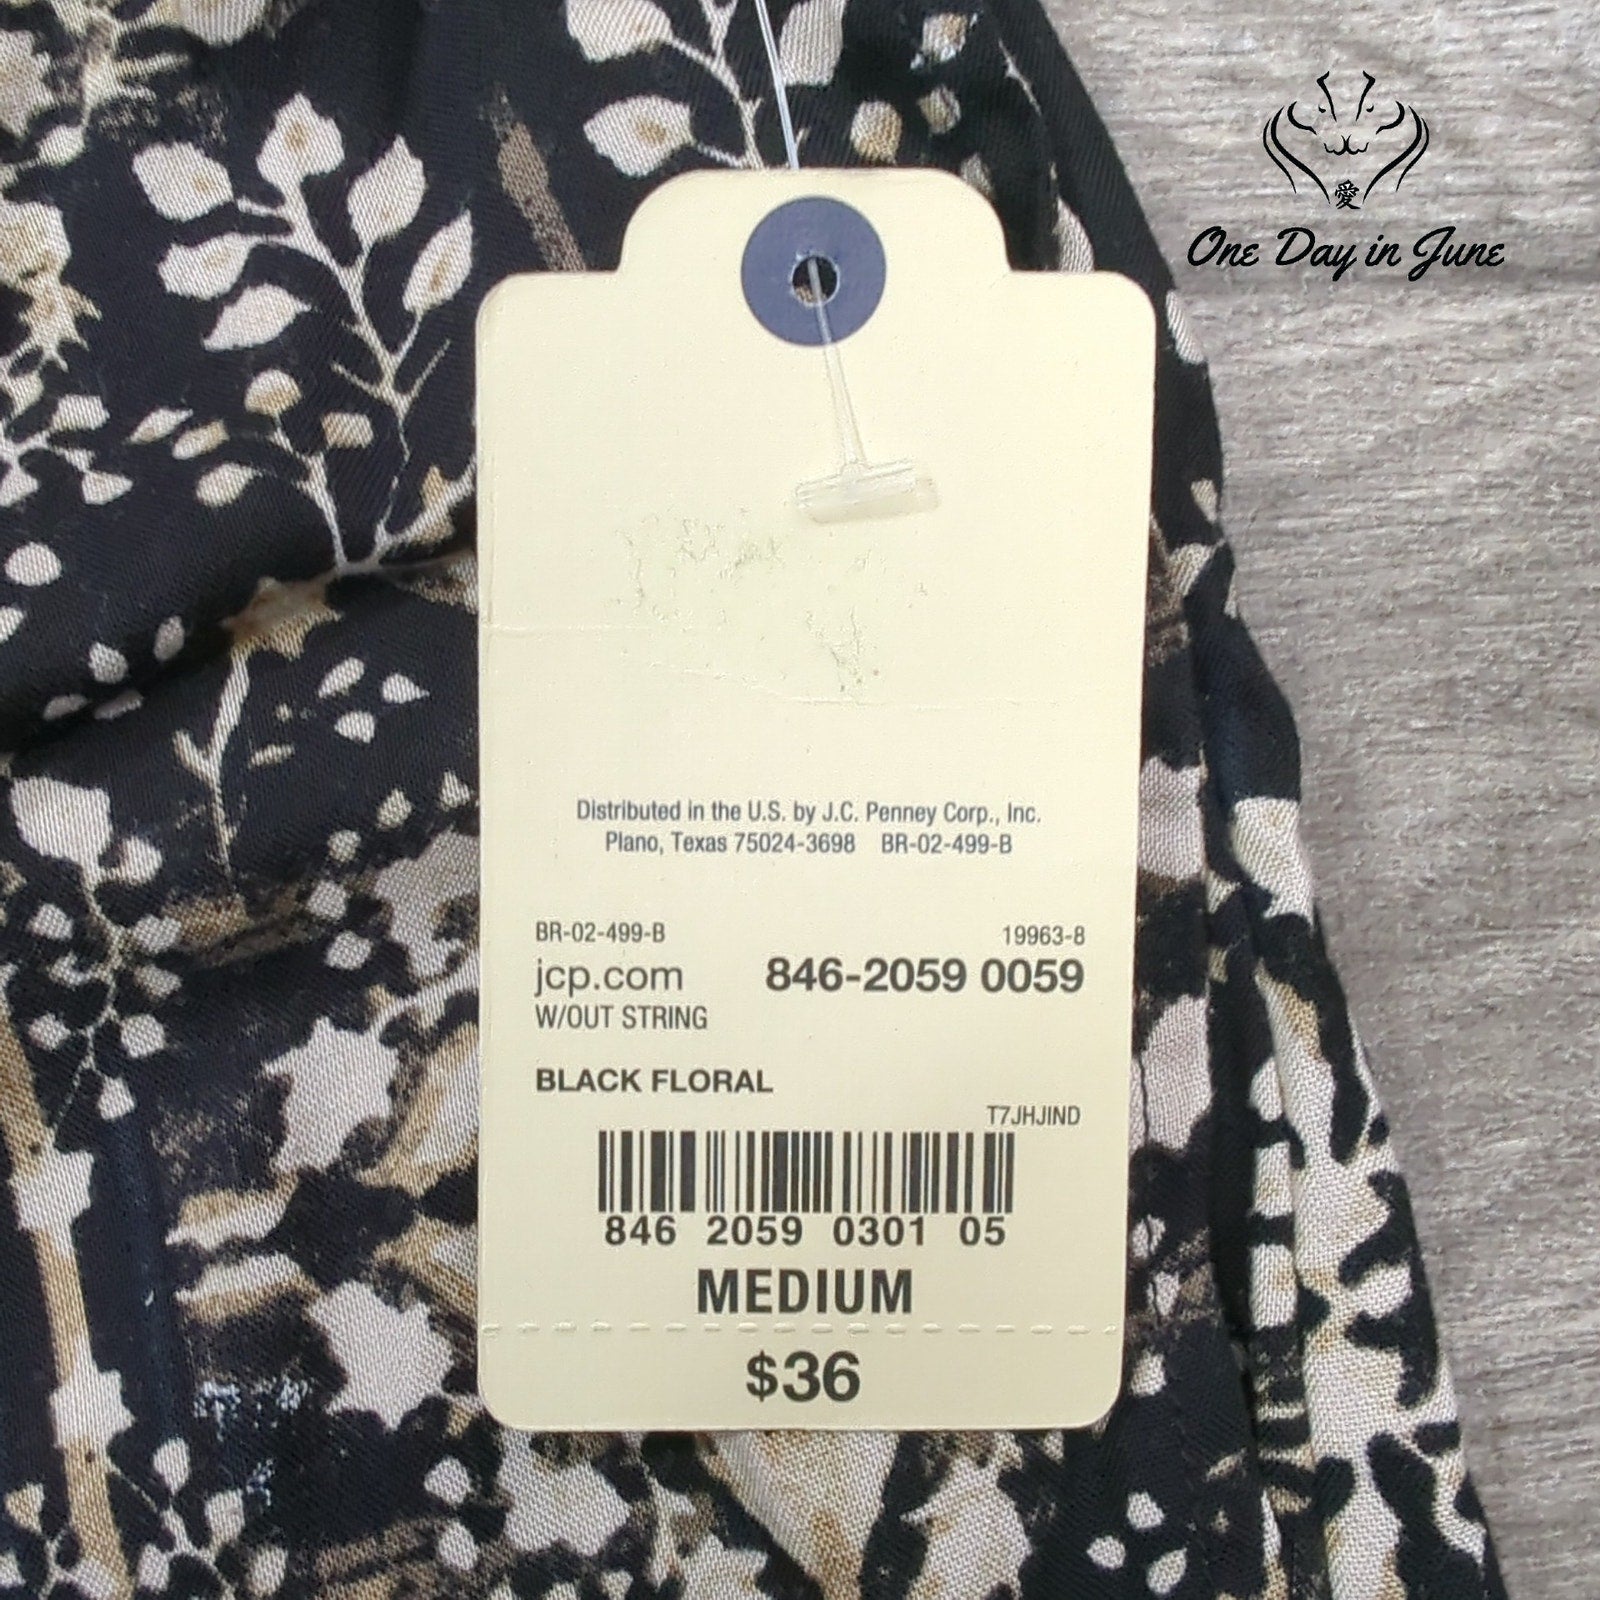 愛
One Day in June
Distributed in the U.S. by J.C. Penney Corp., Inc.
Plano, Texas 75024-3698 BR-02-499-B
BR-02-499-B 19963-8
jcp.com 846-2059 0059
W/OUT STRING
BLACK FLORAL
T7JHJIND
846 2059 0301 05
MEDIUM
$36